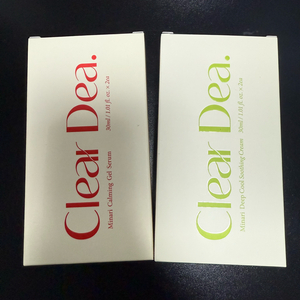 Clear Dea.
30ml / 1.01 fl. oz. × 2ea
Minari Calming Gel Serum
Clear Dea.
30ml / 1.01 fl. oz. × 2ea
Minari Deep Cool Soothing Cream